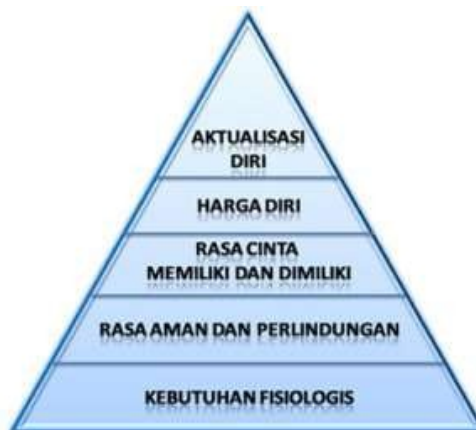 AKTUALISASI
DIRI
HARGA DIRI
RASA CINTA
MEMILIKI DAN DIMILIKI
RASA AMAN DAN PERLINDUNGAN
KEBUTUHAN FISIOLOGIS